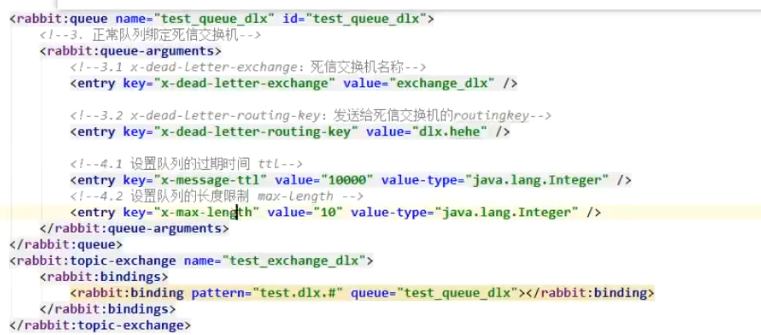 <rabbit:queue name="test_queue_dlx" id="test_queue_dlx">
<!--3. 正常队列绑定死信交换机-->
<rabbit:queue-arguments>
<!--3.1 x-dead-letter-exchange：死信交换机名称-->
<entry key="x-dead-letter-exchange" value="exchange_dlx" />
<!--3.2 x-dead-letter-routing-key：发送给死信交换机的routingkey-->
<entry key="x-dead-letter-routing-key" value="dlx.hehe" />
<!--4.1 设置队列的过期时间 ttl-->
<entry key="x-message-ttl" value="10000" value-type="java.lang.Integer" />
<!--4.2 设置队列的长度限制 max-length -->
<entry key="x-max-length" value="10" value-type="java.lang.Integer" />
</rabbit:queue-arguments>
</rabbit:queue>
<rabbit:topic-exchange name="test_exchange_dlx">
<rabbit:bindings>
<rabbit:binding pattern="test.dlx.#" queue="test_queue_dlx"></rabbit:binding>
</rabbit:bindings>
</rabbit:topic-exchange>